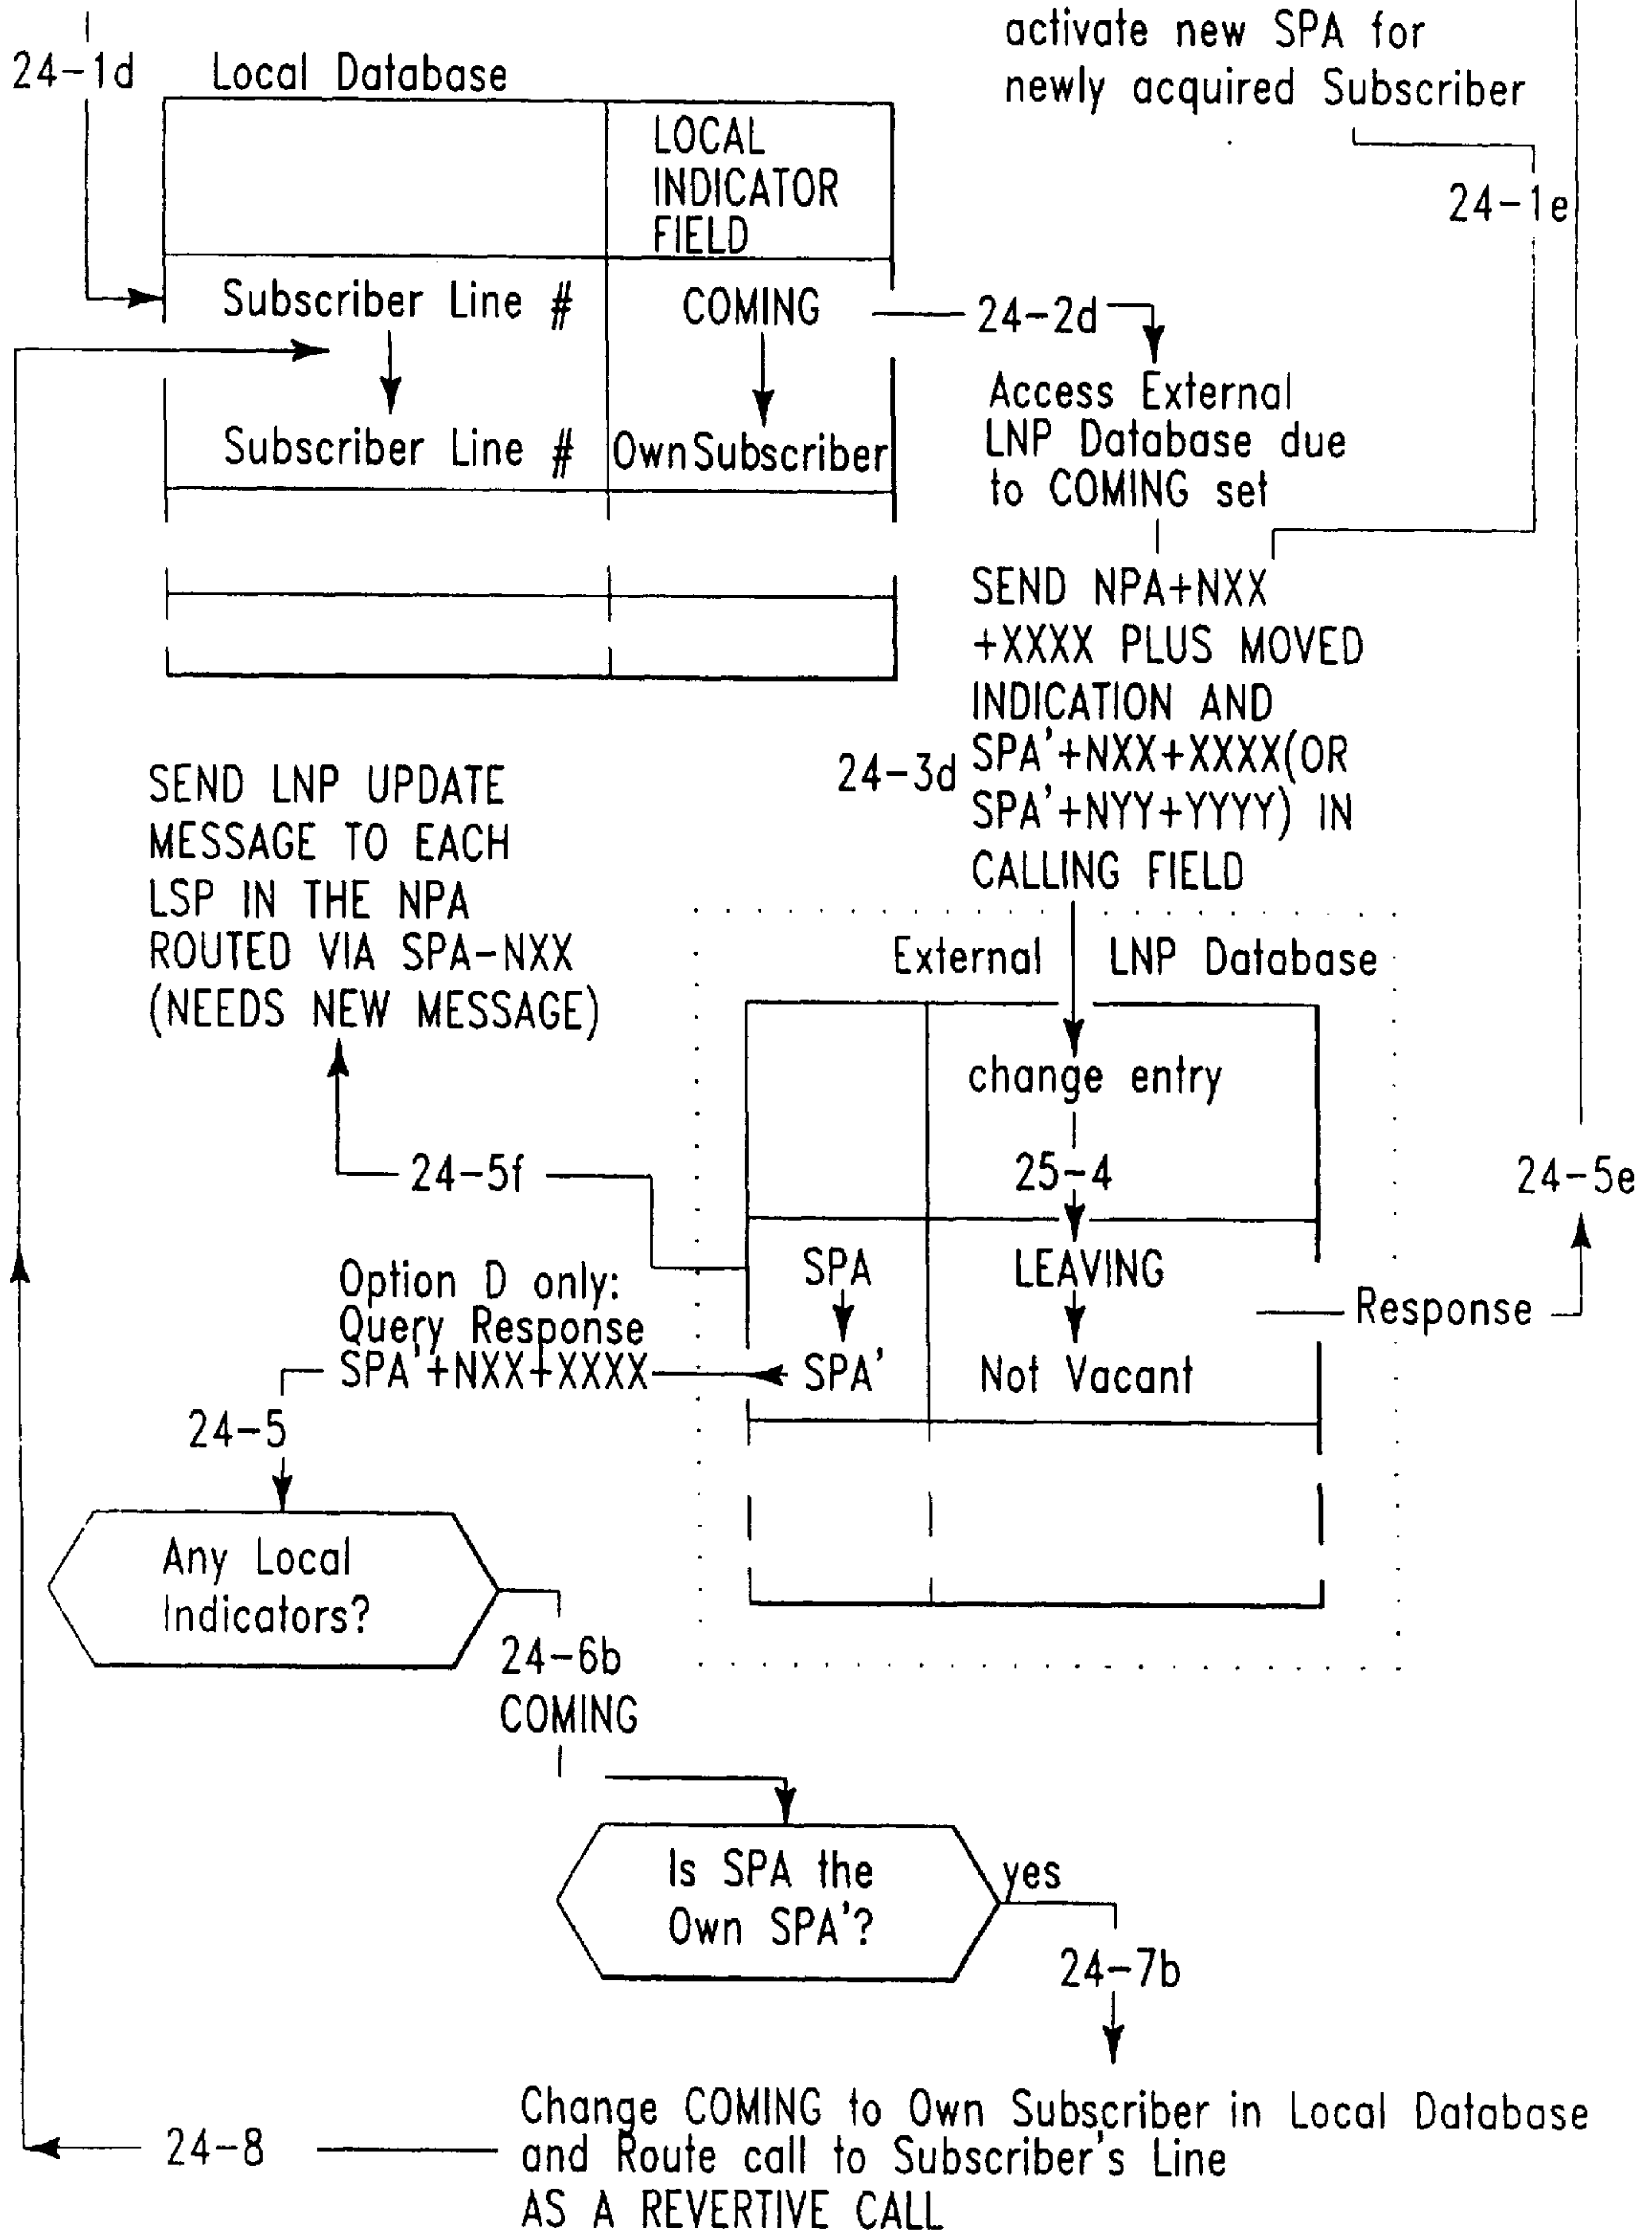 activate new SPA for
newly acquired Subscriber
24-1d
Local Database
24-1e
LOCAL
INDICATOR
FIELD
Subscriber Line #
COMING
24-2d
Subscriber Line #
Own Subscriber
Access External
LNP Database due
to COMING set
SEND NPA+NXX
+XXXX PLUS MOVED
INDICATION AND
SPA'+NXX+XXXX(OR
SPA'+NYY+YYYY) IN
CALLING FIELD
24-3d
SEND LNP UPDATE
MESSAGE TO EACH
LSP IN THE NPA
ROUTED VIA SPA-NXX
(NEEDS NEW MESSAGE)
External LNP Database
change entry
25-4
24-5f
24-5e
SPA
LEAVING
Response
SPA'
Not Vacant
Option D only:
Query Response
SPA'+NXX+XXXX
24-5
Any Local
Indicators?
24-6b
COMING
Is SPA the
Own SPA'?
yes
24-7b
Change COMING to Own Subscriber in Local Database
and Route call to Subscriber's Line
AS A REVERTIVE CALL
24-8